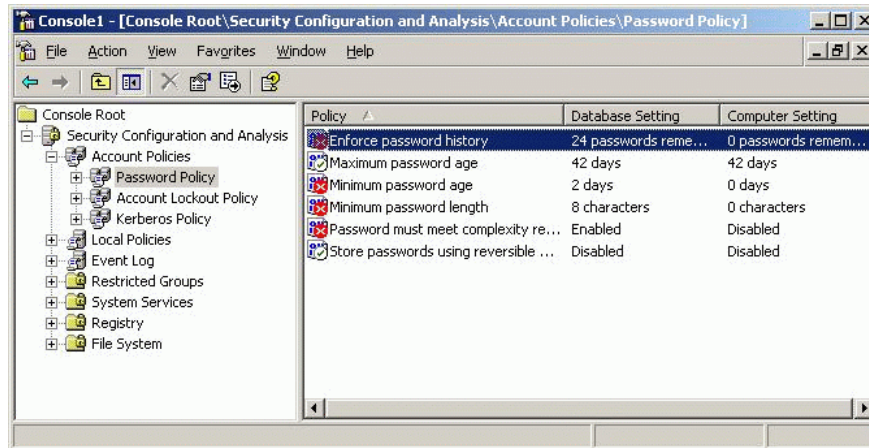 Console1 - [Console Root\Security Configuration and Analysis\Account Policies\Password Policy]
File Action View Favorites Window Help
Console Root
Security Configuration and Analysis
Account Policies
Password Policy
Account Lockout Policy
Kerberos Policy
Local Policies
Event Log
Restricted Groups
System Services
Registry
File System
Policy Database Setting Computer Setting
Enforce password history 24 passwords reme... 0 passwords remem...
Maximum password age 42 days 42 days
Minimum password age 2 days 0 days
Minimum password length 8 characters 0 characters
Password must meet complexity re... Enabled Disabled
Store passwords using reversible ... Disabled Disabled